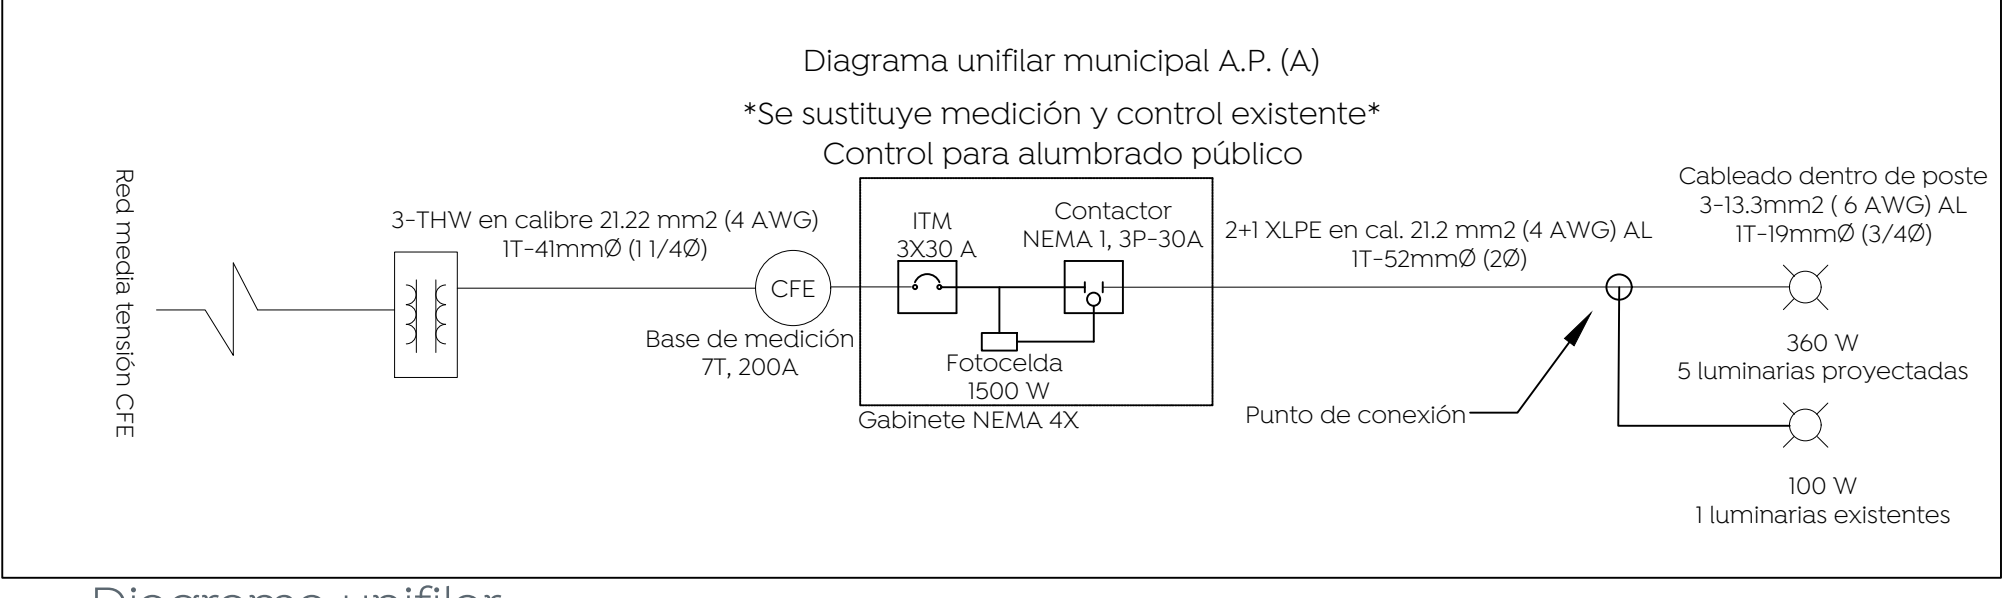 Diagrama unifilar municipal A.P. (A)
*Se sustituye medición y control existente*
Control para alumbrado público
Red media tensión CFE
3-THW en calibre 21.22 mm2 (4 AWG)
1T-41mmØ (1 1/4Ø)
CFE
Base de medición
7T, 200A
ITM
3X30 A
Contactor
NEMA 1, 3P-30A
Fotocelda
1500 W
Gabinete NEMA 4X
2+1 XLPE en cal. 21.2 mm2 (4 AWG) AL
1T-52mmØ (2Ø)
Punto de conexión
Cableado dentro de poste
3-13.3mm2 ( 6 AWG) AL
1T-19mmØ (3/4Ø)
360 W
5 luminarias proyectadas
100 W
1 luminarias existentes
Diagrama unifilar